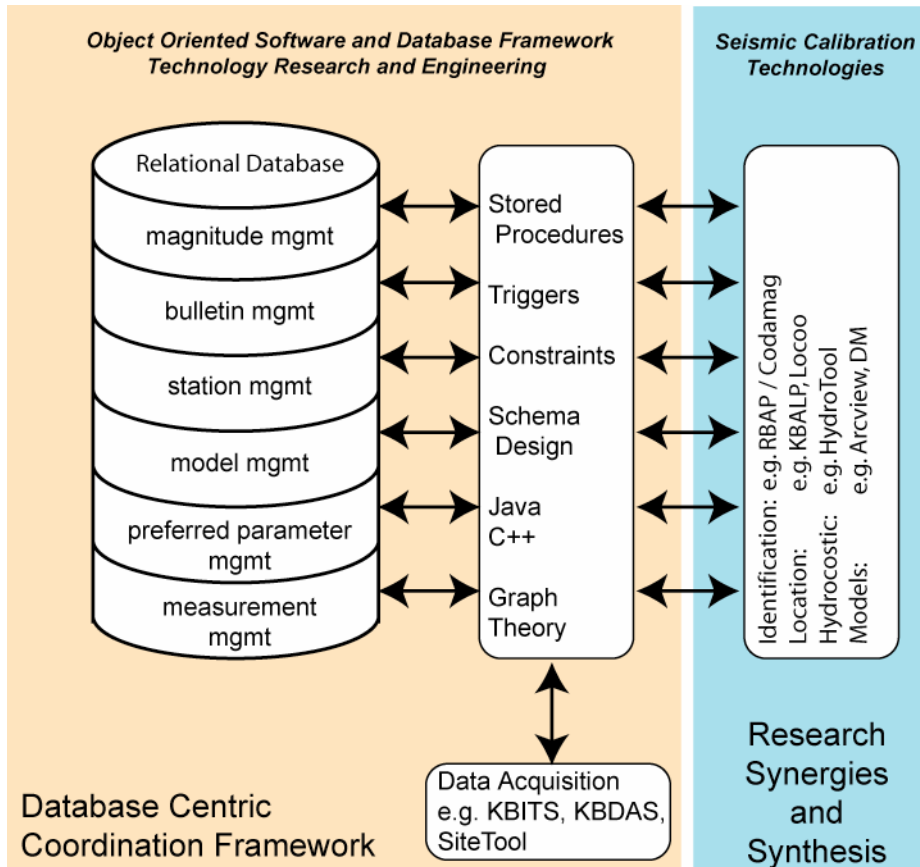 Object Oriented Software and Database Framework
Technology Research and Engineering
Seismic Calibration
Technologies
Relational Database
magnitude mgmt
bulletin mgmt
station mgmt
model mgmt
preferred parameter
mgmt
measurement
mgmt
Stored
Procedures
Triggers
Constraints
Schema
Design
Java
C++
Graph
Theory
Identification: e.g. RBAP / Codamag
Location: e.g. KBALP, Locoo
Hydrocostic: e.g. HydroTool
Models: e.g. Arcview, DM
Data Acquisition
e.g. KBITS, KBDAS,
SiteTool
Database Centric
Coordination Framework
Research
Synergies
and
Synthesis